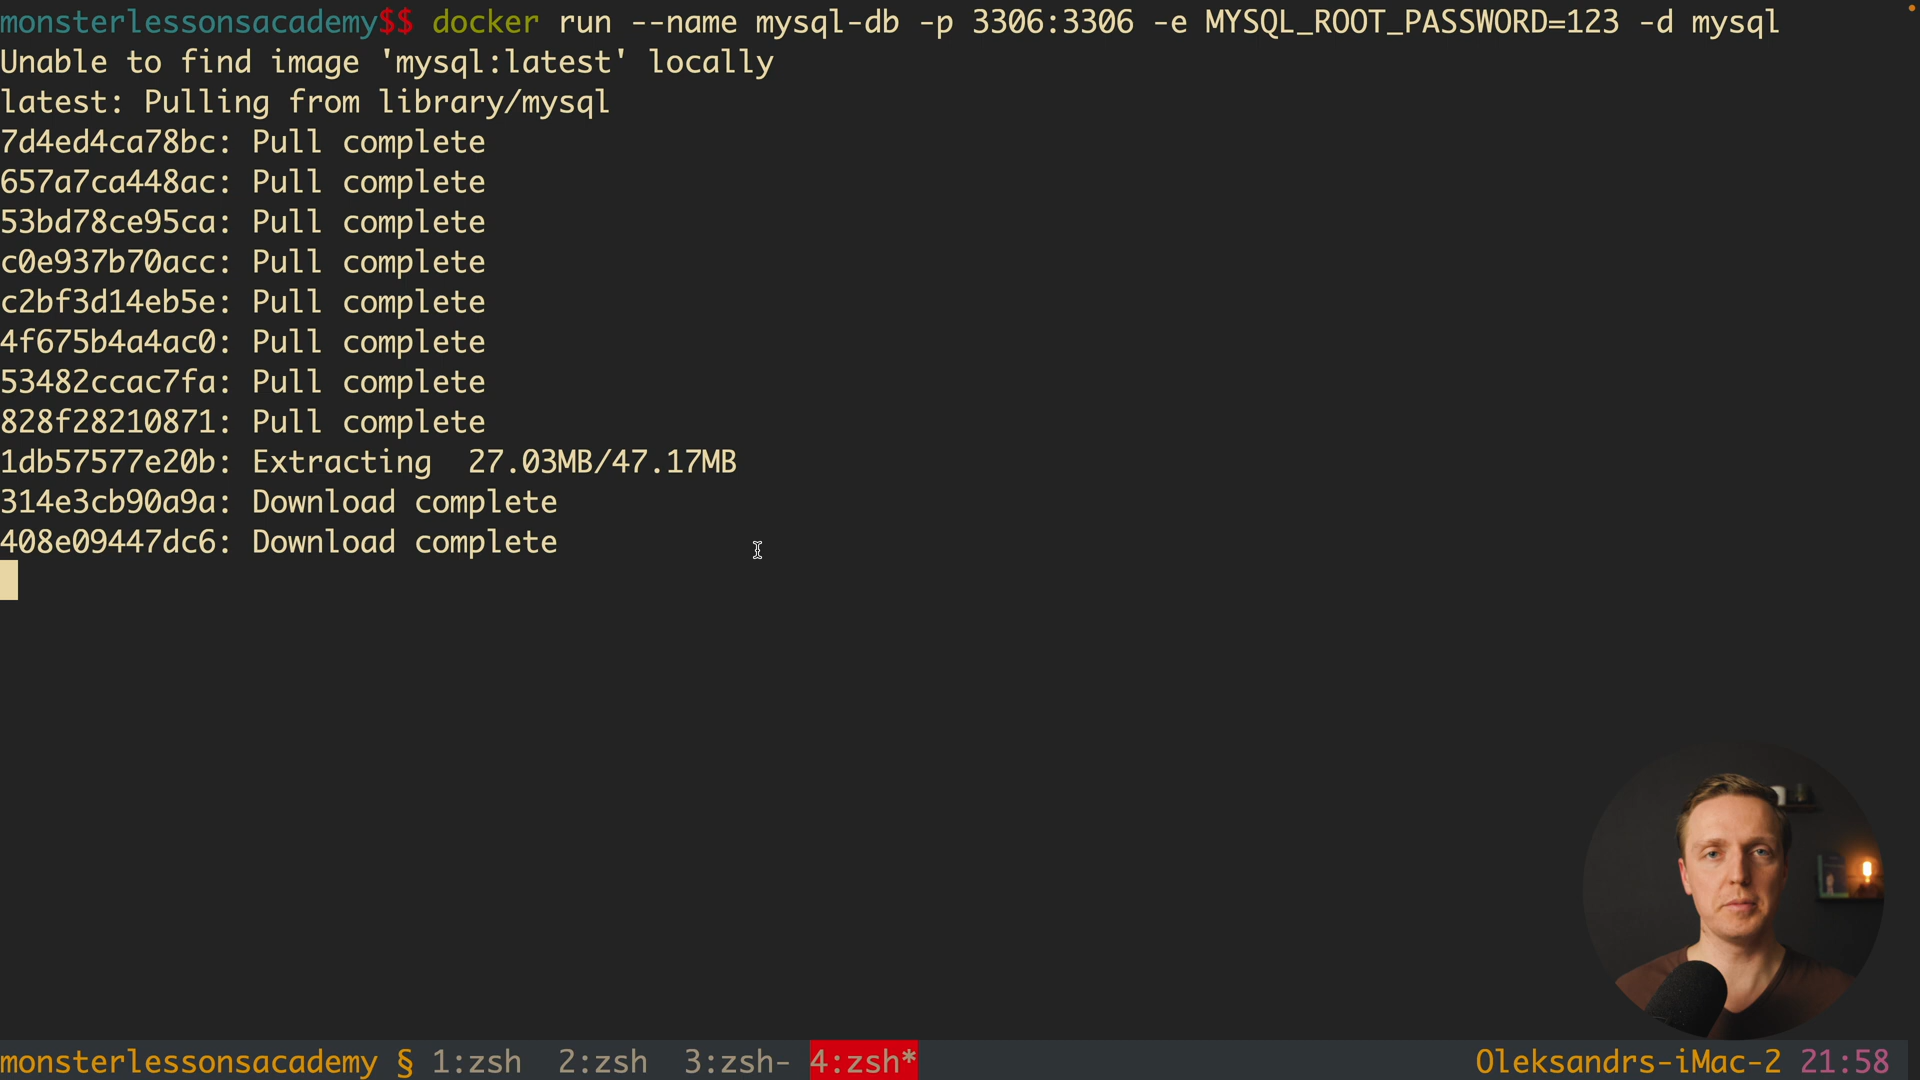 monsterlessonsacademy$$ docker run --name mysql-db -p 3306:3306 -e MYSQL_ROOT_PASSWORD=123 -d mysql
Unable to find image 'mysql:latest' locally
latest: Pulling from library/mysql
7d4ed4ca78bc: Pull complete
657a7ca448ac: Pull complete
53bd78ce95ca: Pull complete
c0e937b70acc: Pull complete
c2bf3d14eb5e: Pull complete
4f675b4a4ac0: Pull complete
53482ccac7fa: Pull complete
828f28210871: Pull complete
1db57577e20b: Extracting  27.03MB/47.17MB
314e3cb90a9a: Download complete
408e09447dc6: Download complete
monsterlessonsacademy § 1:zsh  2:zsh  3:zsh- 4:zsh* Oleksandrs-iMac-2 21:58